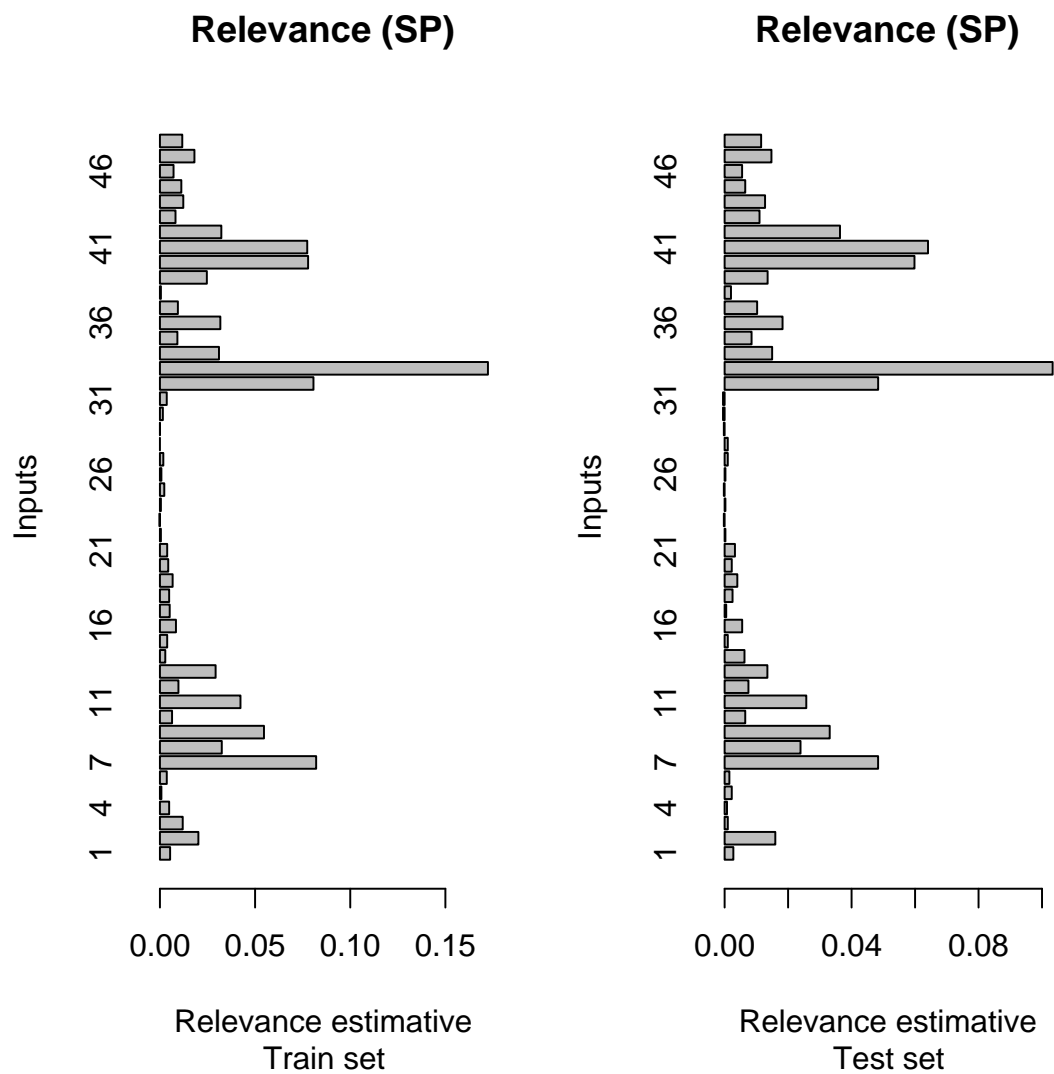 Relevance (SP)
Inputs
46
41
36
31
26
21
16
11
7
4
1
0.00 0.05 0.10 0.15
Relevance estimative
Train set
Relevance (SP)
Inputs
46
41
36
31
26
21
16
11
7
4
1
0.00 0.04 0.08
Relevance estimative
Test set